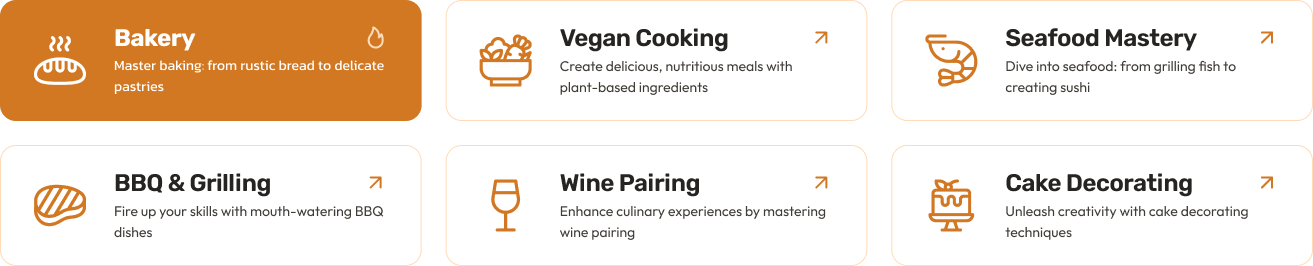 Bakery
Master baking: from rustic bread to delicate
pastries
Vegan Cooking
Create delicious, nutritious meals with
plant-based ingredients
Seafood Mastery
Dive into seafood: from grilling fish to
creating sushi
BBQ & Grilling
Fire up your skills with mouth-watering BBQ
dishes
Wine Pairing
Enhance culinary experiences by mastering
wine pairing
Cake Decorating
Unleash creativity with cake decorating
techniques